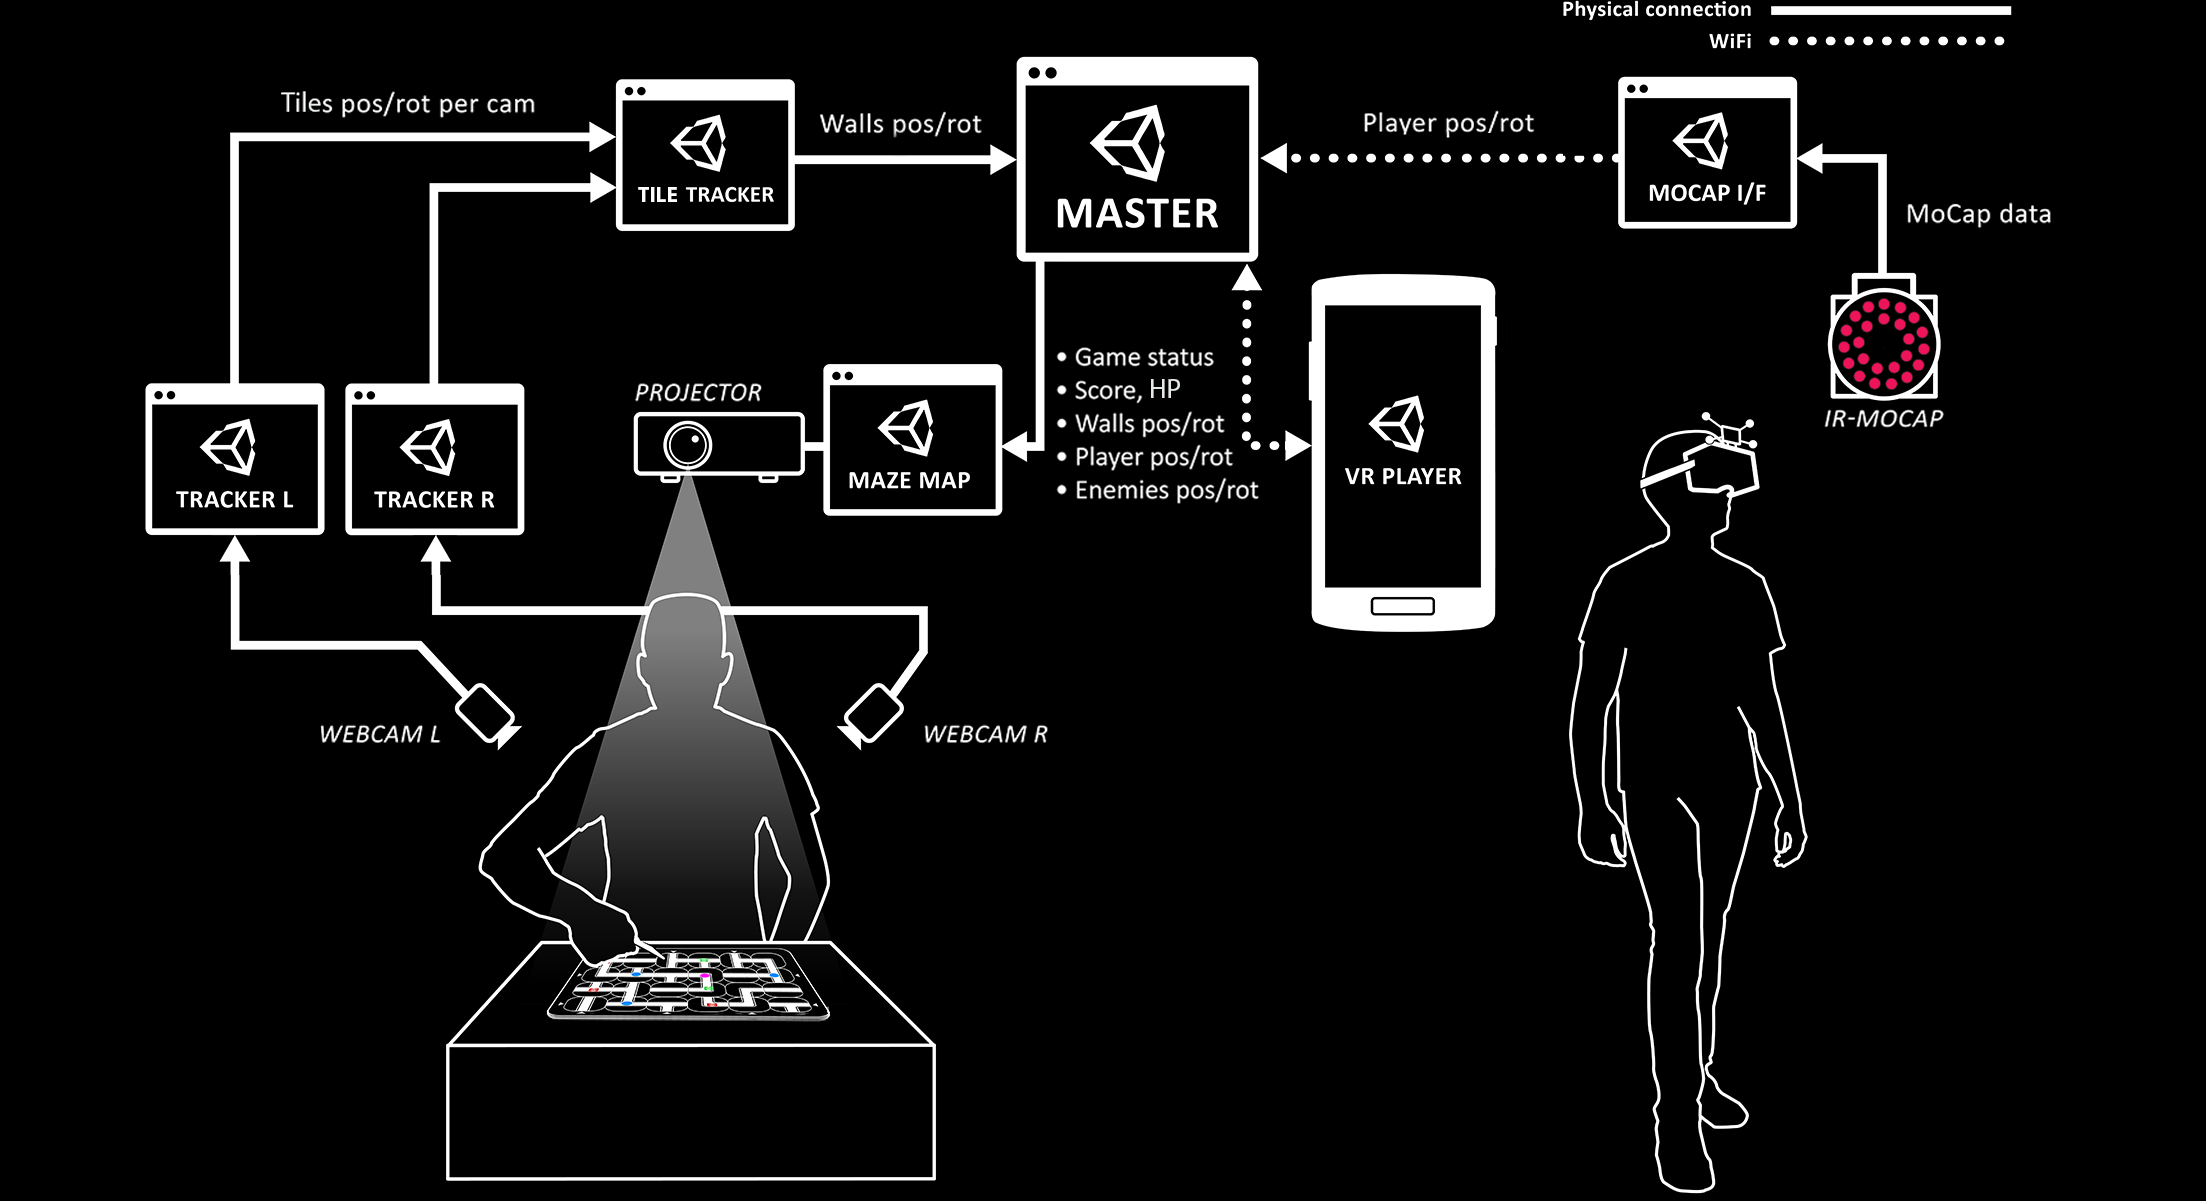 Physical connection
WiFi
Tiles pos/rot per cam
TILE TRACKER
Walls pos/rot
MASTER
Player pos/rot
MOCAP I/F
MoCap data
IR-MOCAP
TRACKER L
TRACKER R
PROJECTOR
MAZE MAP
• Game status
• Score, HP
• Walls pos/rot
• Player pos/rot
• Enemies pos/rot
VR PLAYER
WEBCAM L
WEBCAM R